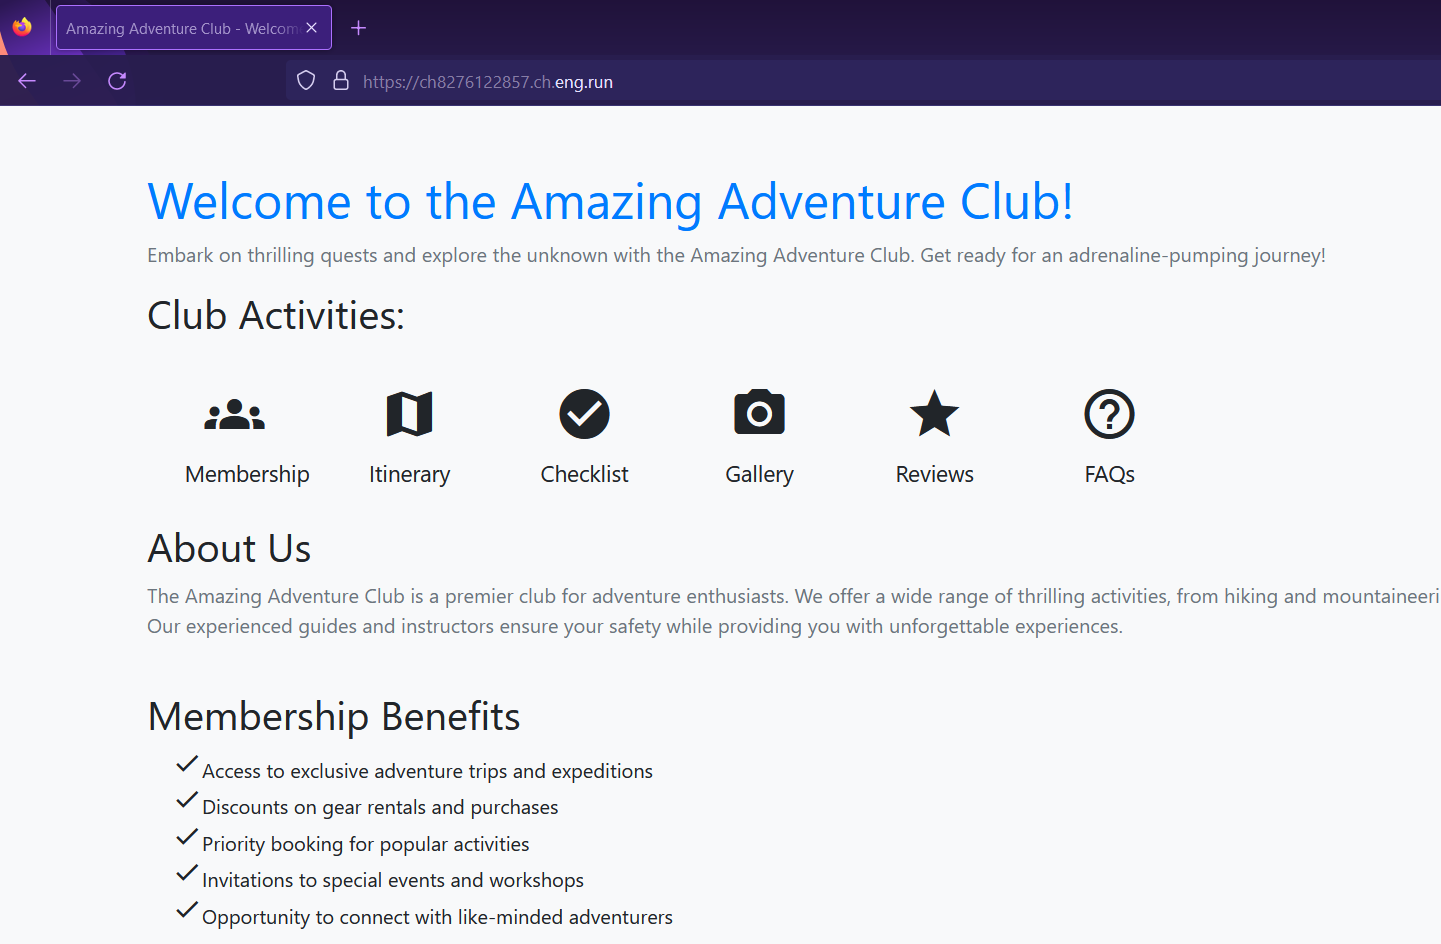 Amazing Adventure Club - Welcome
https://ch8276122857.ch.eng.run
Welcome to the Amazing Adventure Club!
Embark on thrilling quests and explore the unknown with the Amazing Adventure Club. Get ready for an adrenaline-pumping journey!
Club Activities:
Membership Itinerary Checklist Gallery Reviews FAQs
About Us
The Amazing Adventure Club is a premier club for adventure enthusiasts. We offer a wide range of thrilling activities, from hiking and mountaineeri
Our experienced guides and instructors ensure your safety while providing you with unforgettable experiences.
Membership Benefits
Access to exclusive adventure trips and expeditions
Discounts on gear rentals and purchases
Priority booking for popular activities
Invitations to special events and workshops
Opportunity to connect with like-minded adventurers